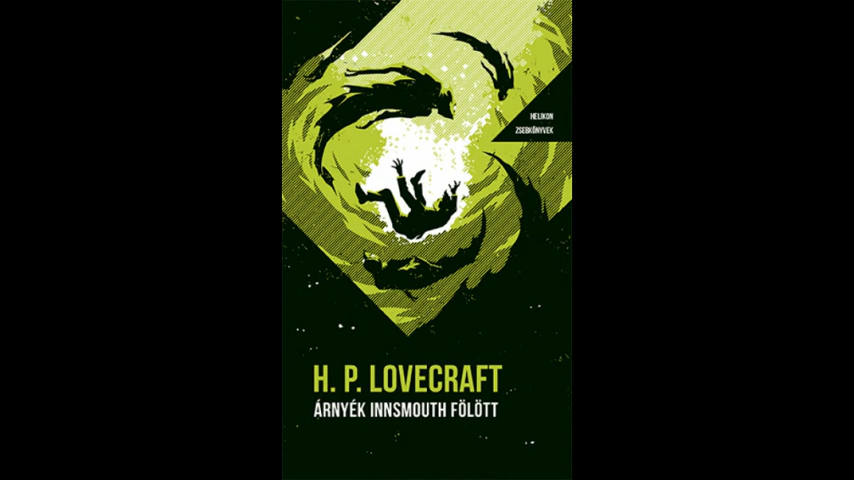 HELIKON
ZSEBKÖNYVEK
H. P. LOVECRAFT
ÁRNYÉK INNSMOUTH FÖLÖTT